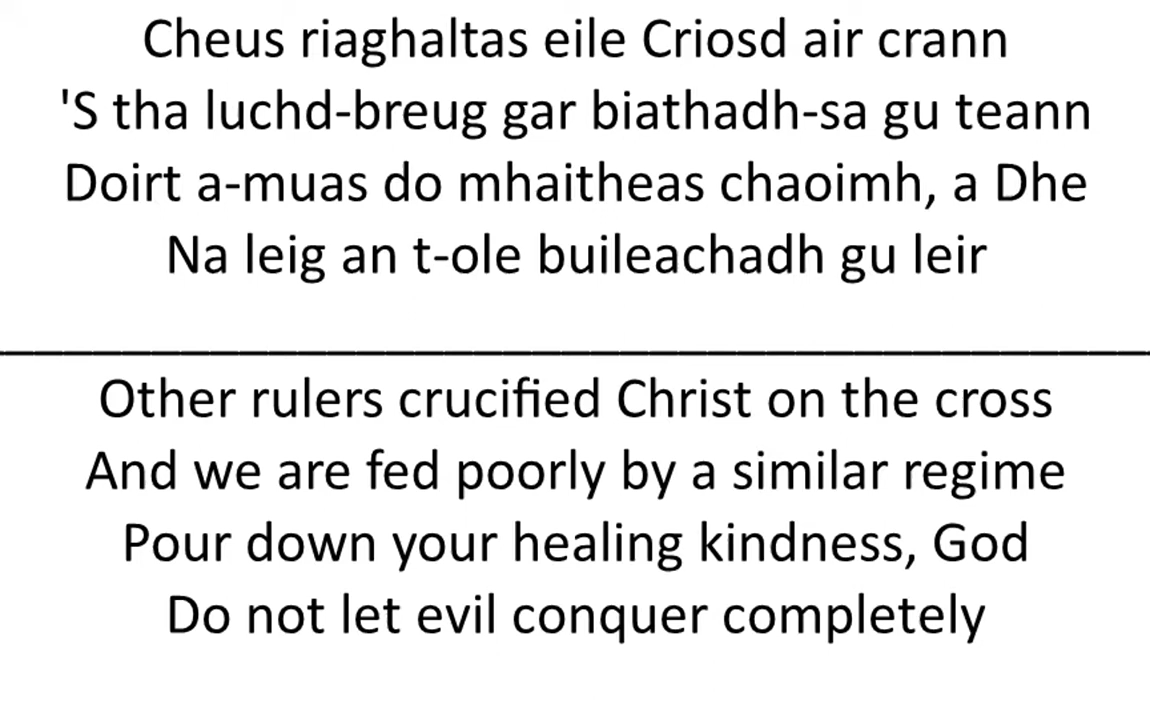 Cheus riaghaltas eile Criosd air crann
'S tha luchd-breug gar biathadh-sa gu teann
Doirt a-muas do mhaitheas chaoimh, a Dhe
Na leig an t-ole buileachadh gu leir
Other rulers crucified Christ on the cross
And we are fed poorly by a similar regime
Pour down your healing kindness, God
Do not let evil conquer completely